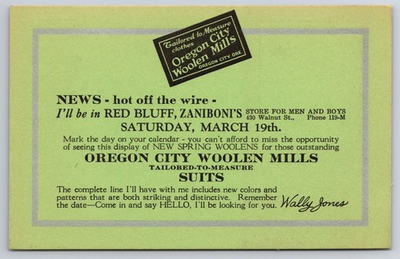 Tailored to Measure
clothes
Oregon City
Woolen Mills
OREGON CITY ORE
NEWS - hot off the wire -
I'll be in RED BLUFF, ZANIBONI'S STORE FOR MEN AND BOYS
430 Walnut St., Phone 119-M
SATURDAY, MARCH 19th.
Mark the day on your calendar - you can't afford to miss the opportunity
of seeing this display of NEW SPRING WOOLENS for those outstanding
OREGON CITY WOOLEN MILLS
TAILORED-TO-MEASURE
SUITS
The complete line I'll have with me includes new colors and
patterns that are both striking and distinctive. Remember
the date—Come in and say HELLO, I'll be looking for you. Wally Jones